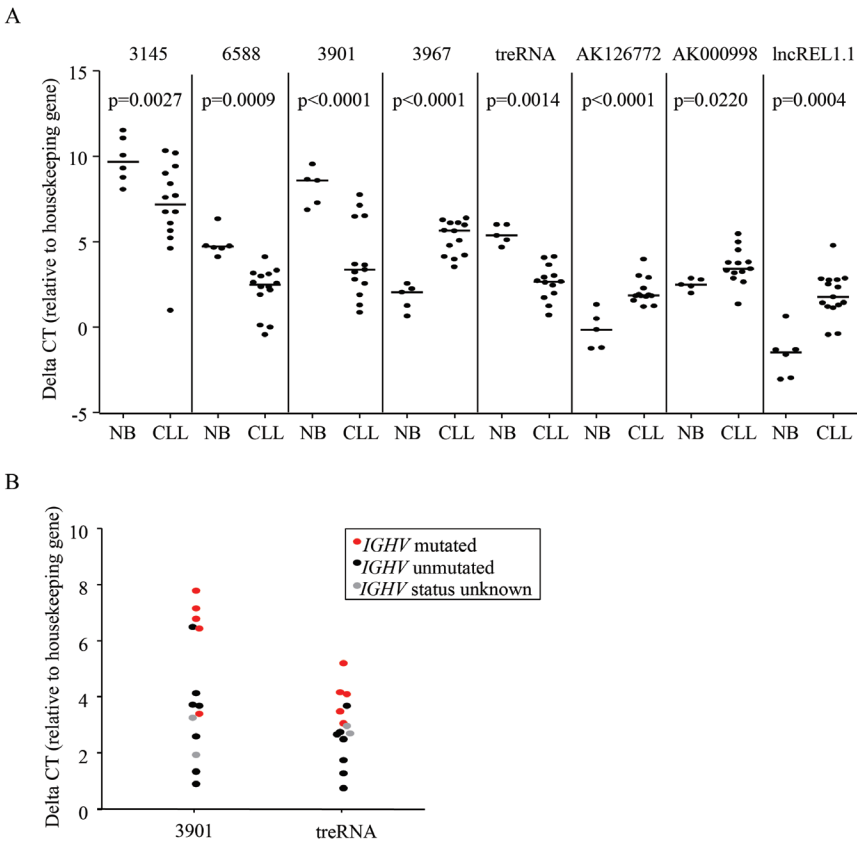 A
3145 6588 3901 3967 treRNA AK126772 AK000998 lncREL1.1
p=0.0027 p=0.0009 p<0.0001 p<0.0001 p=0.0014 p<0.0001 p=0.0220 p=0.0004
Delta CT (relative to housekeeping gene)
15
10
5
0
-5
NB CLL NB CLL NB CLL NB CLL NB CLL NB CLL NB CLL NB CLL
B
Delta CT (relative to housekeeping gene)
10
8
6
4
2
0
IGHV mutated
IGHV unmutated
IGHV status unknown
3901 treRNA